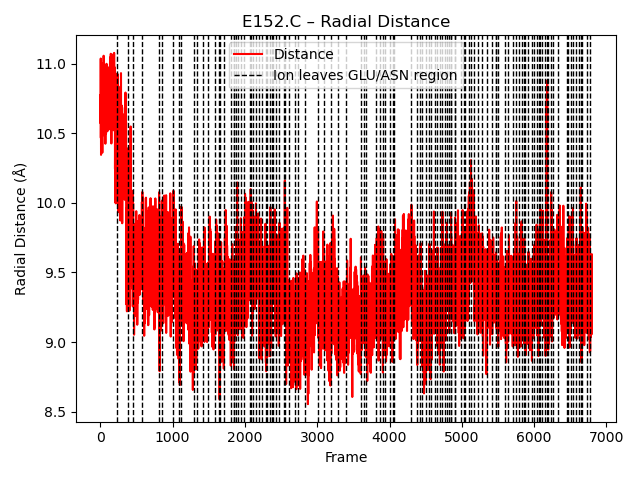 E152.C – Radial Distance
Distance
Ion leaves GLU/ASN region
11.0
10.5
10.0
9.5
9.0
8.5
Radial Distance (Å)
0 1000 2000 3000 4000 5000 6000 7000
Frame